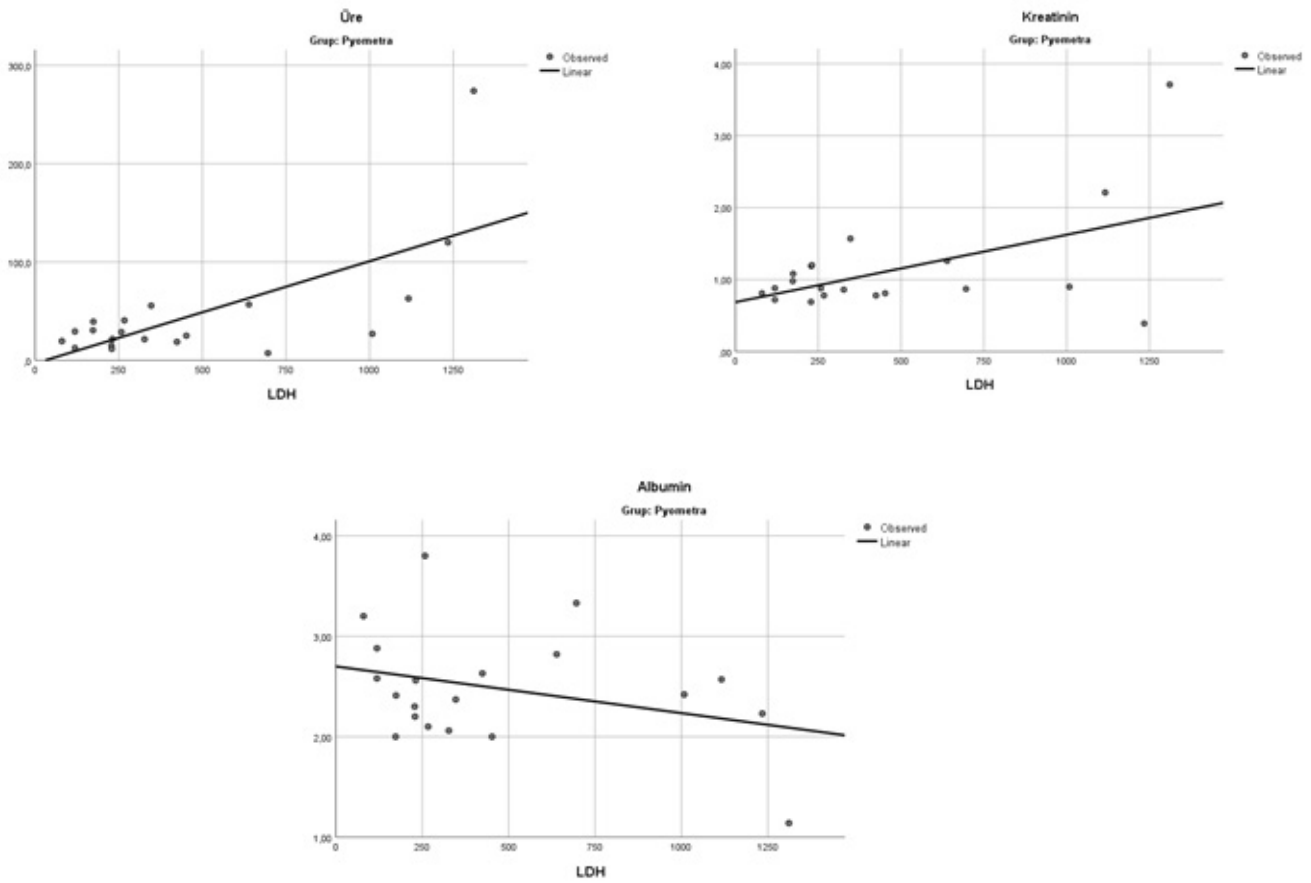 Üre
Grup: Pyometra
Observed
Linear
300,0
200,0
100,0
,0
0 250 500 750 1000 1250
LDH
Kreatinin
Grup: Pyometra
Observed
Linear
4,00
3,00
2,00
1,00
,00
0 250 500 750 1000 1250
LDH
Albumin
Grup: Pyometra
Observed
Linear
4,00
3,00
2,00
1,00
0 250 500 750 1000 1250
LDH